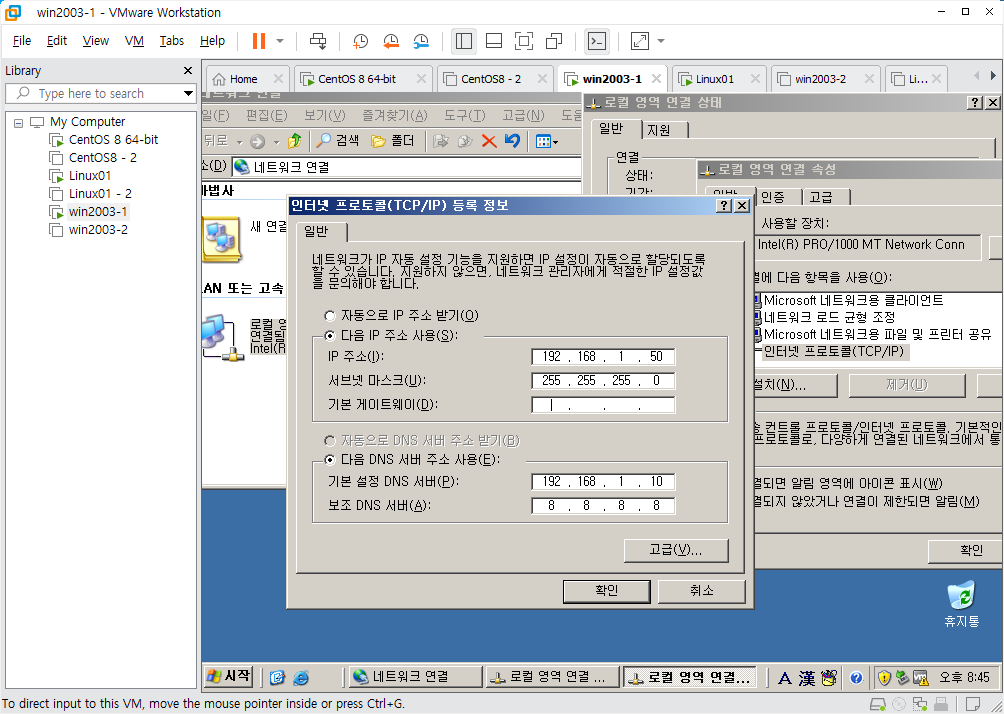 win2003-1 - VMware Workstation
File Edit View VM Tabs Help
Library
Type here to search
My Computer
CentOS 8 64-bit
CentOS8 - 2
Linux01
Linux01 - 2
win2003-1
win2003-2
Home CentOS 8 64-bit CentOS8 - 2 win2003-1 Linux01 win2003-2 Li...
네트워크 연결
일(F) 편집(E) 보기(V) 즐겨찾기(A) 도구(T) 고급(N) 도움
뒤로 검색 폴더
소(D) 네트워크 연결
마법사
새 연결
LAN 또는 고속
로컬 영
연결됨
Intel(R
로컬 영역 연결 상태
일반 지원
연결
상태:
기간:
로컬 영역 연결 속성
일반 인증 고급
사용할 장치:
Intel(R) PRO/1000 MT Network Conn
결에 다음 항목을 사용(O):
Microsoft 네트워크용 클라이언트
네트워크 로드 균형 조정
Microsoft 네트워크용 파일 및 프린터 공유
인터넷 프로토콜(TCP/IP)
설치(N)... 제거(U)
송 컨트롤 프로토콜/인터넷 프로토콜. 기본적인
프로토콜로, 다양하게 연결된 네트워크에서 통
결되면 알림 영역에 아이콘 표시(W)
결되지 않았거나 연결이 제한되면 알림(M)
확인
인터넷 프로토콜(TCP/IP) 등록 정보
일반
네트워크가 IP 자동 설정 기능을 지원하면 IP 설정이 자동으로 할당되도록
할 수 있습니다. 지원하지 않으면, 네트워크 관리자에게 적절한 IP 설정값
을 문의해야 합니다.
자동으로 IP 주소 받기(O)
다음 IP 주소 사용(S):
IP 주소(I): 192 . 168 . 1 . 50
서브넷 마스크(U): 255 . 255 . 255 . 0
기본 게이트웨이(D): . . .
자동으로 DNS 서버 주소 받기(B)
다음 DNS 서버 주소 사용(E):
기본 설정 DNS 서버(P): 192 . 168 . 1 . 10
보조 DNS 서버(A): 8 . 8 . 8 . 8
고급(V)...
확인 취소
휴지통
시작 네트워크 연결 로컬 영역 연결 ... 로컬 영역 연결... A 漢 오후 8:45
To direct input to this VM, move the mouse pointer inside or press Ctrl+G.